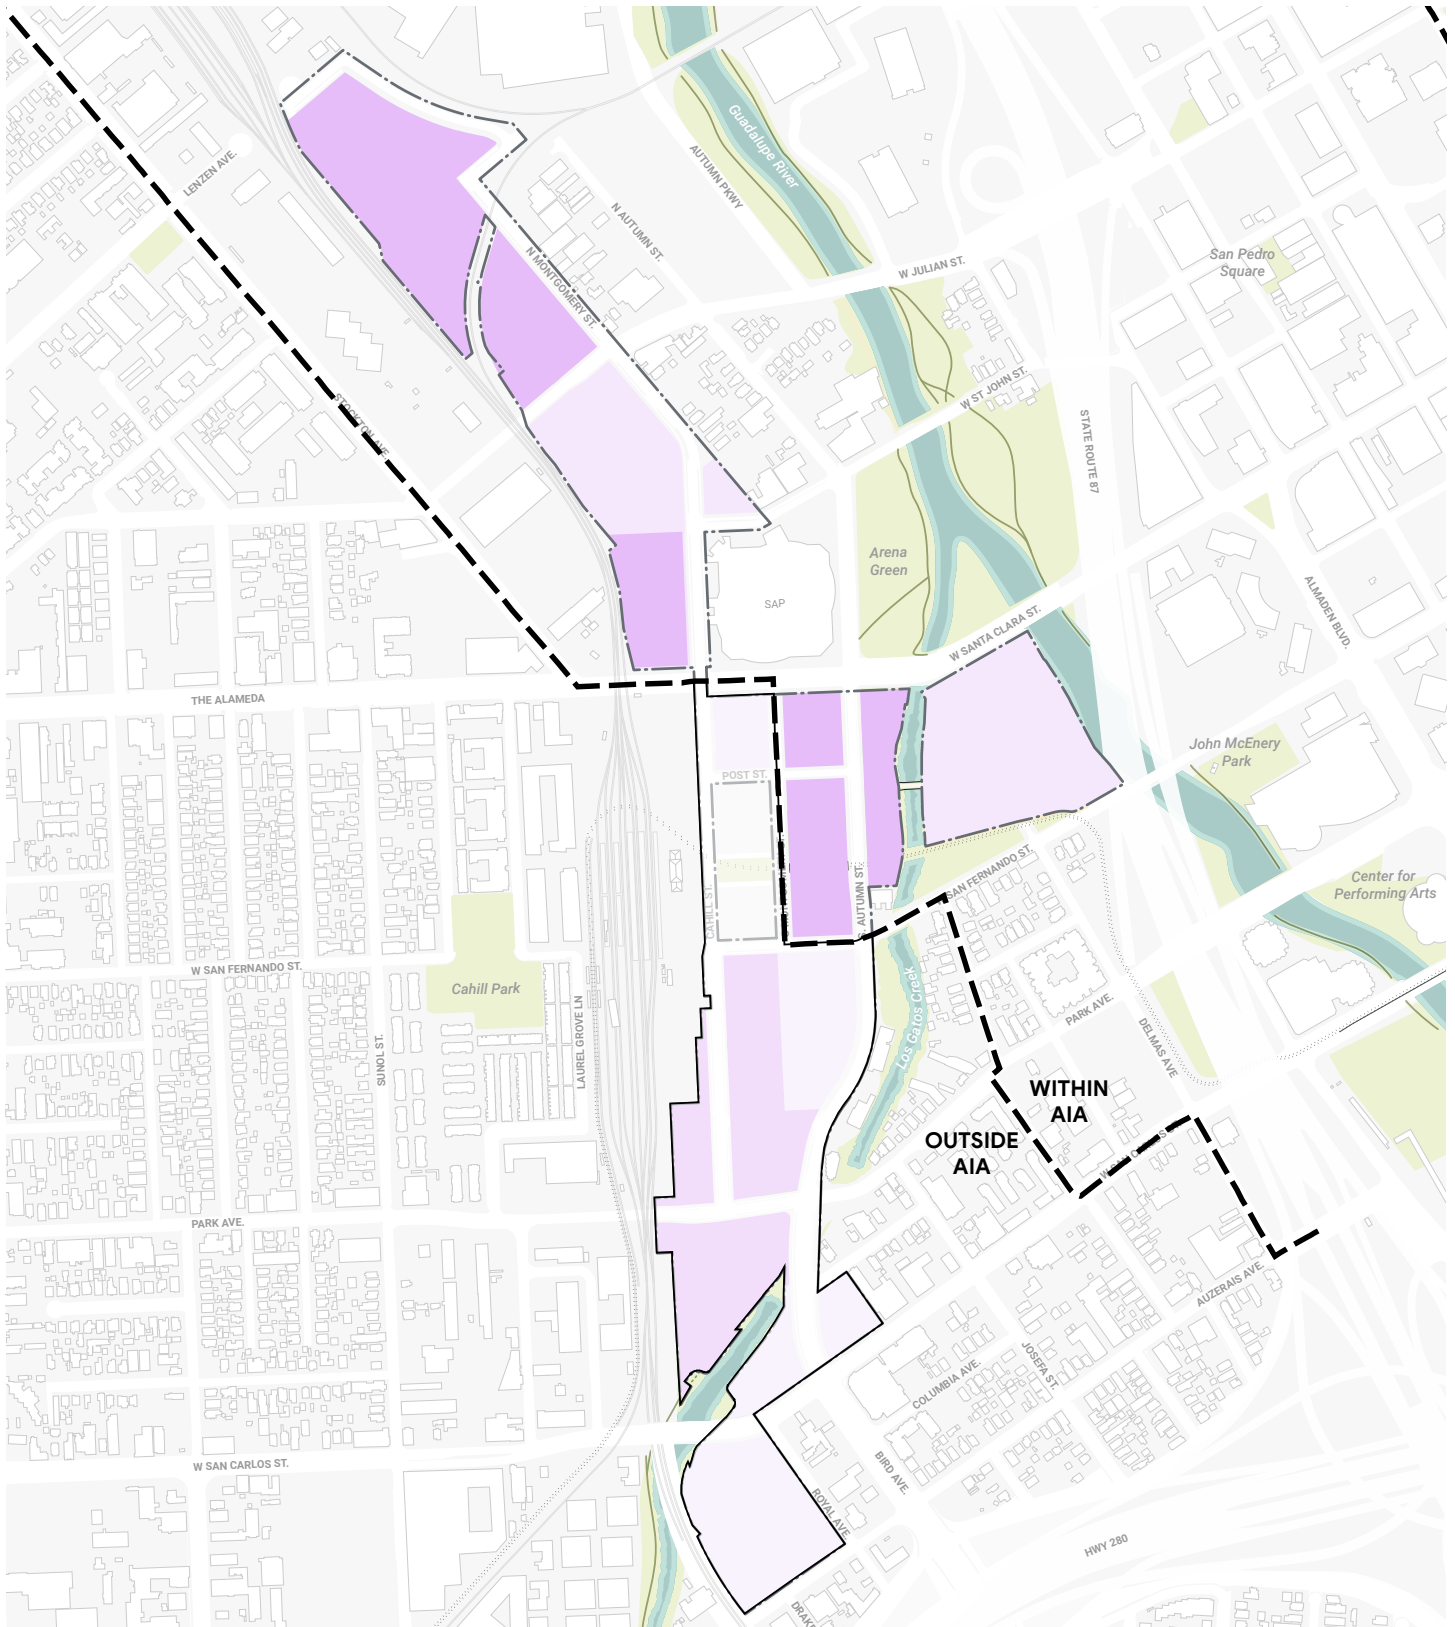 Guadalupe River
AUTUMN PKWY
LENZEN AVE.
N AUTUMN ST.
N MONTGOMERY ST.
W JULIAN ST.
San Pedro
Square
W ST JOHN ST.
STOCKTON AVE.
STATE ROUTE 87
Arena
Green
SAP
ALMADEN BLVD.
W SANTA CLARA ST.
THE ALAMEDA
John McEnery
Park
POST ST.
SAN FERNANDO ST.
Center for
Performing Arts
CAHILL ST.
S. AUTUMN ST.
W SAN FERNANDO ST.
Cahill Park
Los Gatos Creek
PARK AVE.
DELMAS AVE
LAUREL GROVE LN
SUNOL ST.
WITHIN
AIA
OUTSIDE
AIA
PARK AVE.
AUZERAIS AVE.
JOSEFA ST.
COLUMBIA AVE.
W SAN CARLOS ST.
BIRD AVE.
ROYAL AVE.
HWY 280